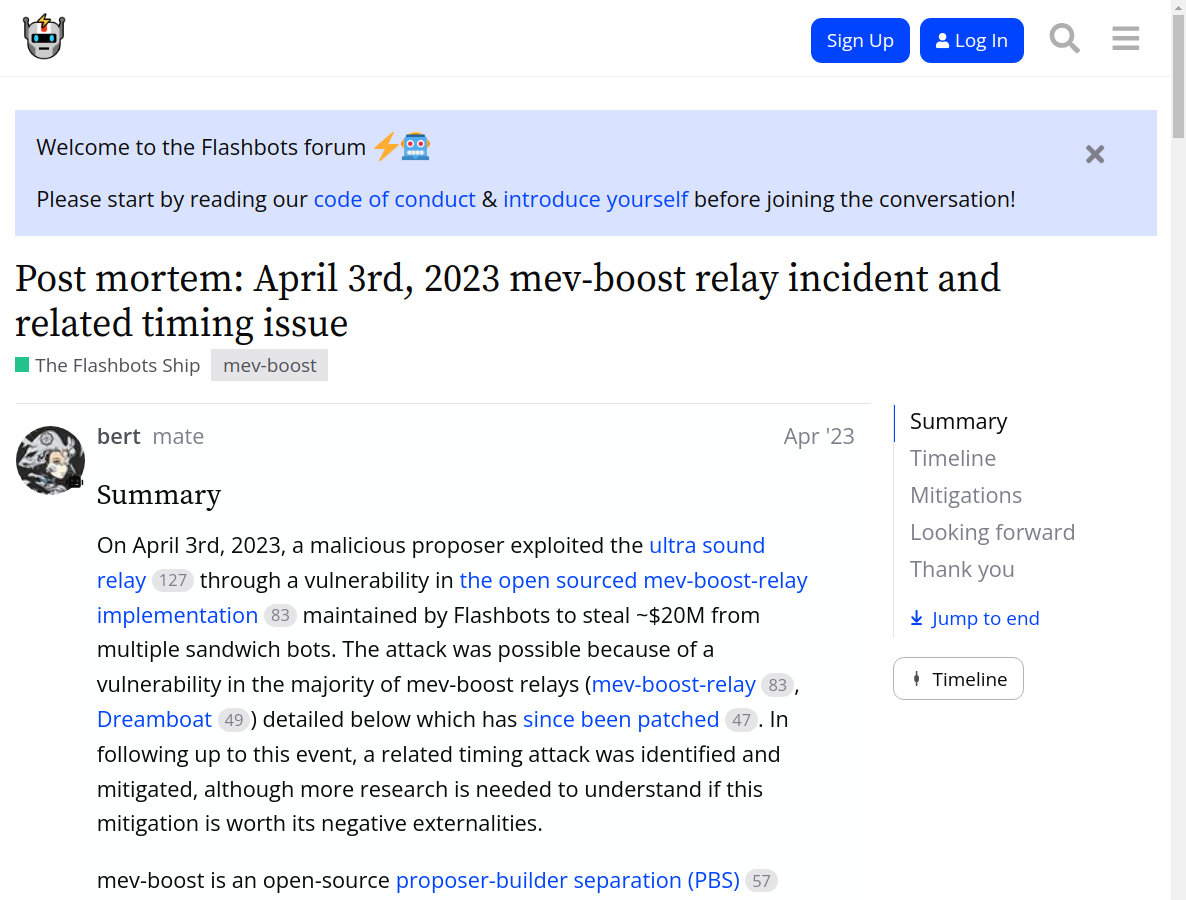 Sign Up
Log In
Welcome to the Flashbots forum
Please start by reading our code of conduct & introduce yourself before joining the conversation!
Post mortem: April 3rd, 2023 mev-boost relay incident and
related timing issue
The Flashbots Ship mev-boost
bert mate Apr '23
Summary
On April 3rd, 2023, a malicious proposer exploited the ultra sound
relay 127 through a vulnerability in the open sourced mev-boost-relay
implementation 83 maintained by Flashbots to steal ~$20M from
multiple sandwich bots. The attack was possible because of a
vulnerability in the majority of mev-boost relays (mev-boost-relay 83 ,
Dreamboat 49 ) detailed below which has since been patched 47 . In
following up to this event, a related timing attack was identified and
mitigated, although more research is needed to understand if this
mitigation is worth its negative externalities.
mev-boost is an open-source proposer-builder separation (PBS) 57
Summary
Timeline
Mitigations
Looking forward
Thank you
Jump to end
Timeline